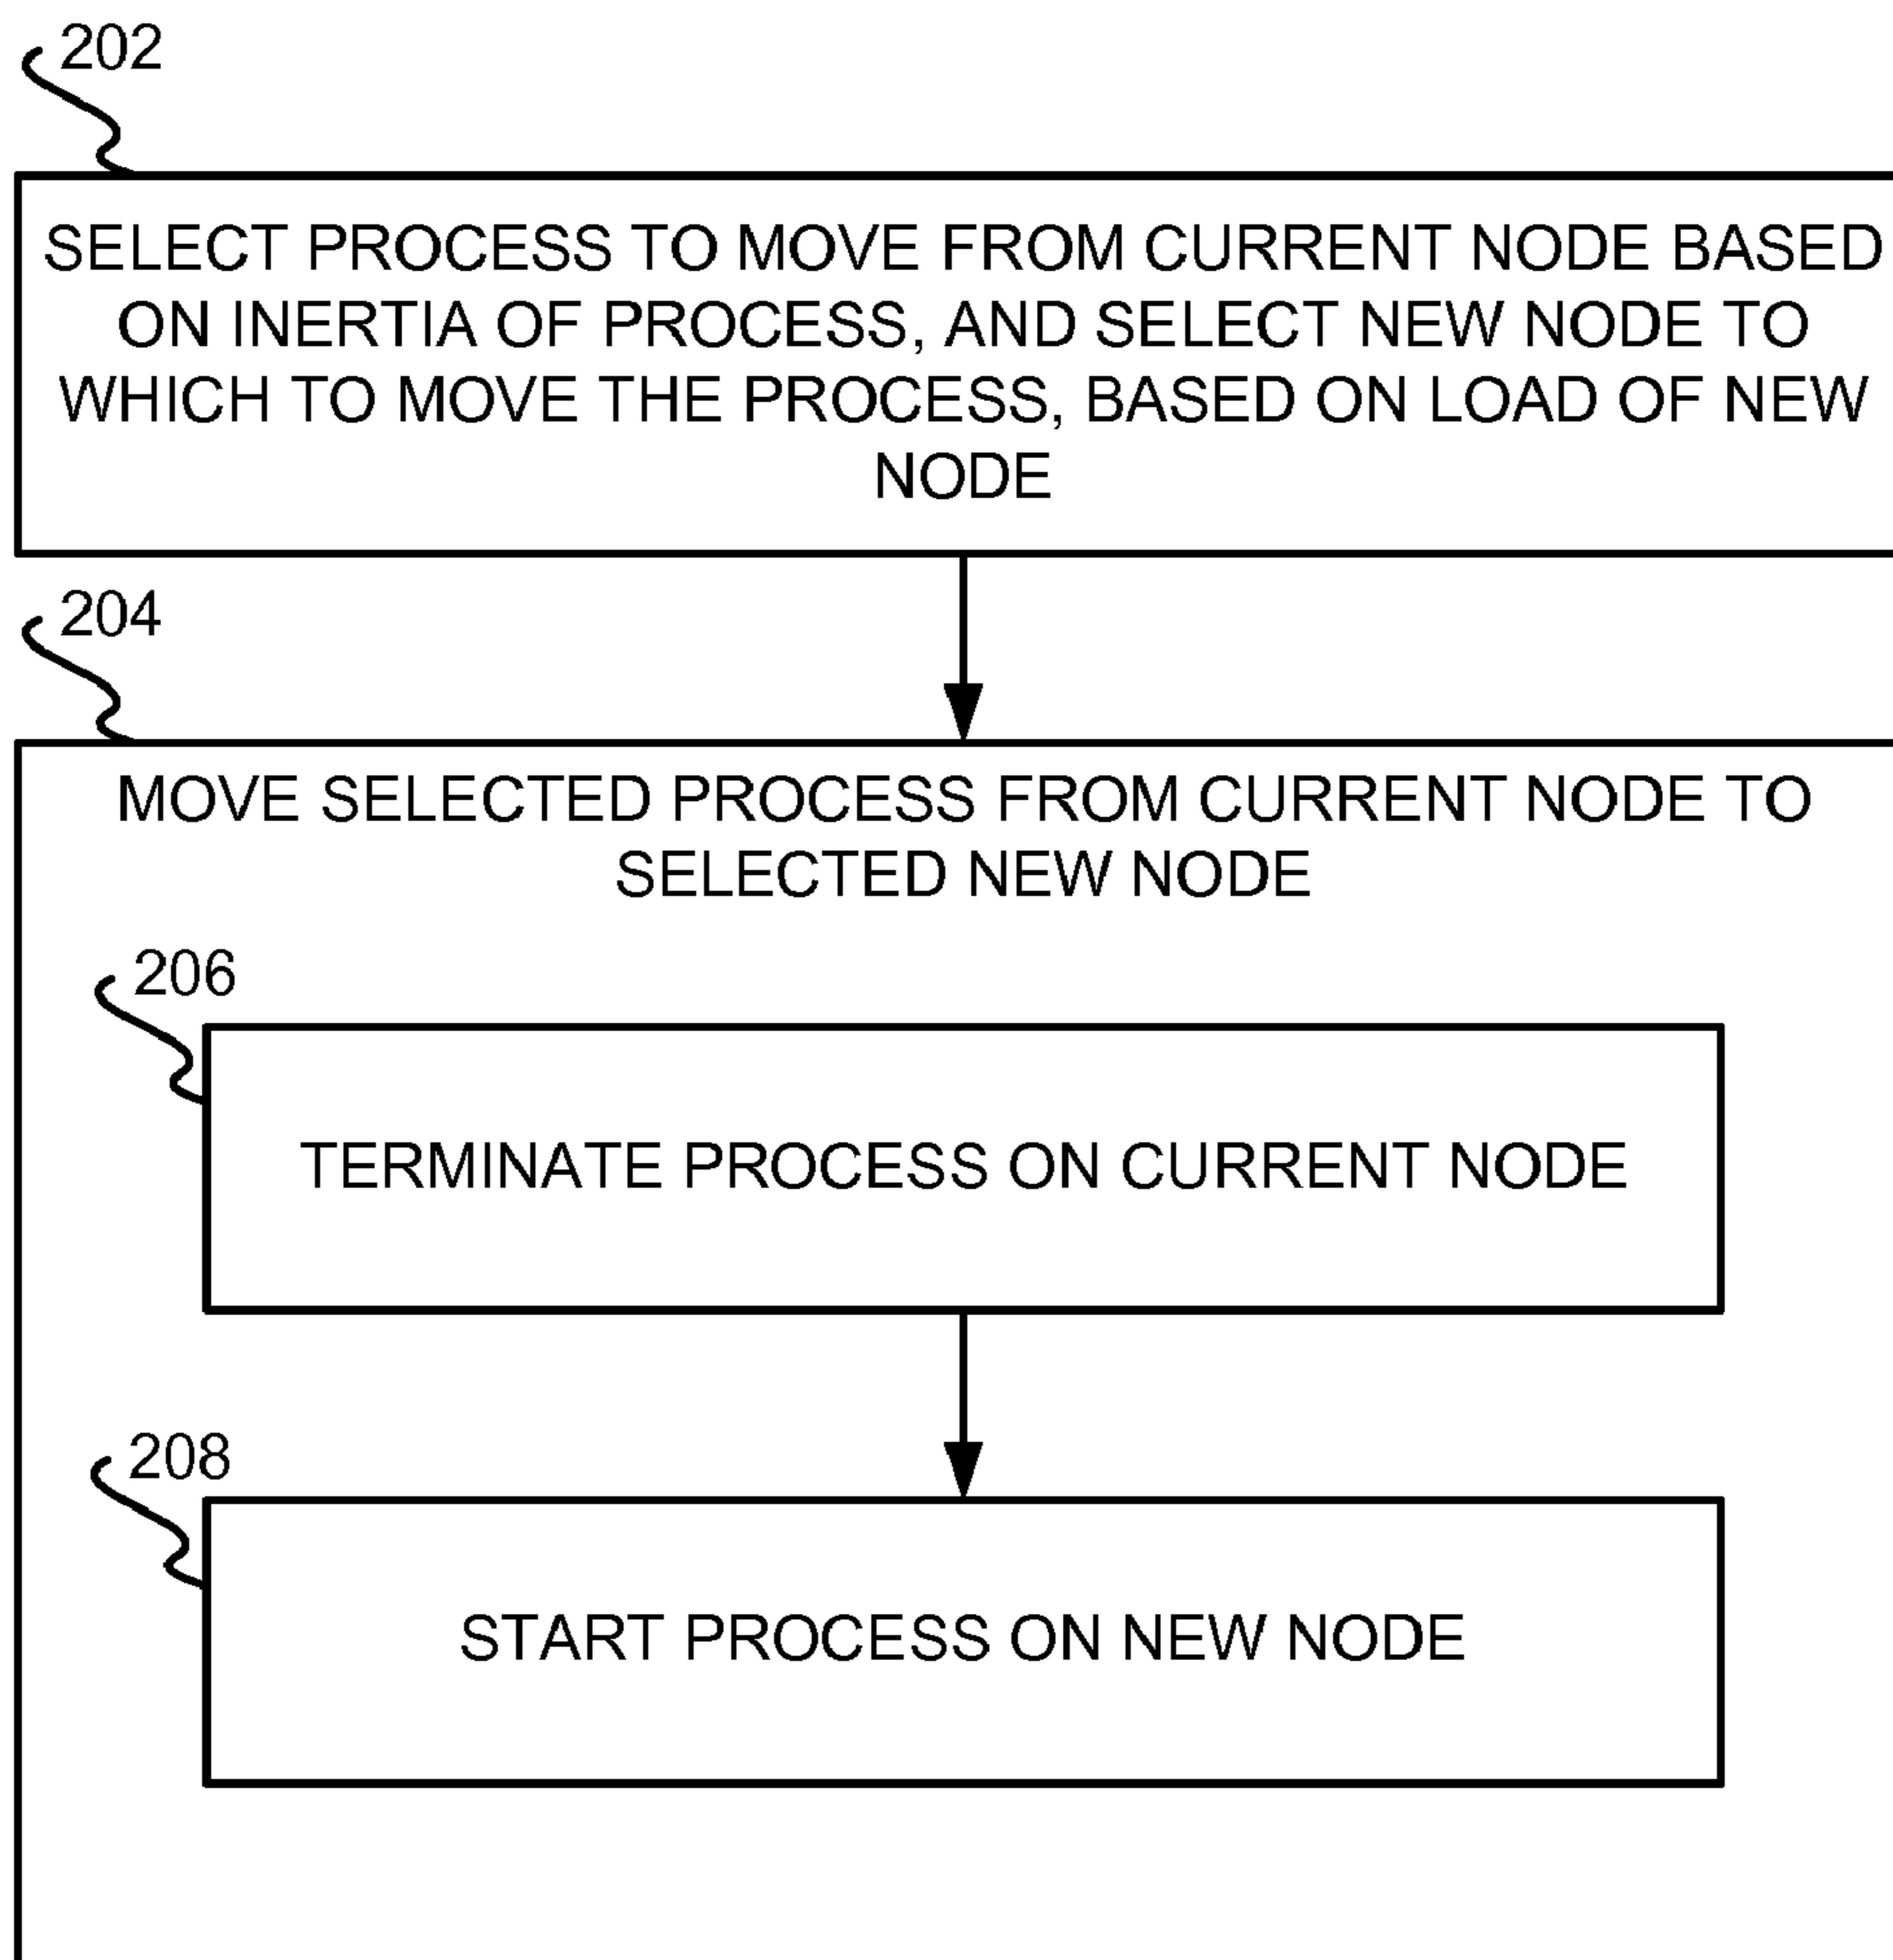 202
SELECT PROCESS TO MOVE FROM CURRENT NODE BASED
ON INERTIA OF PROCESS, AND SELECT NEW NODE TO
WHICH TO MOVE THE PROCESS, BASED ON LOAD OF NEW
NODE
204
MOVE SELECTED PROCESS FROM CURRENT NODE TO
SELECTED NEW NODE
206
TERMINATE PROCESS ON CURRENT NODE
208
START PROCESS ON NEW NODE